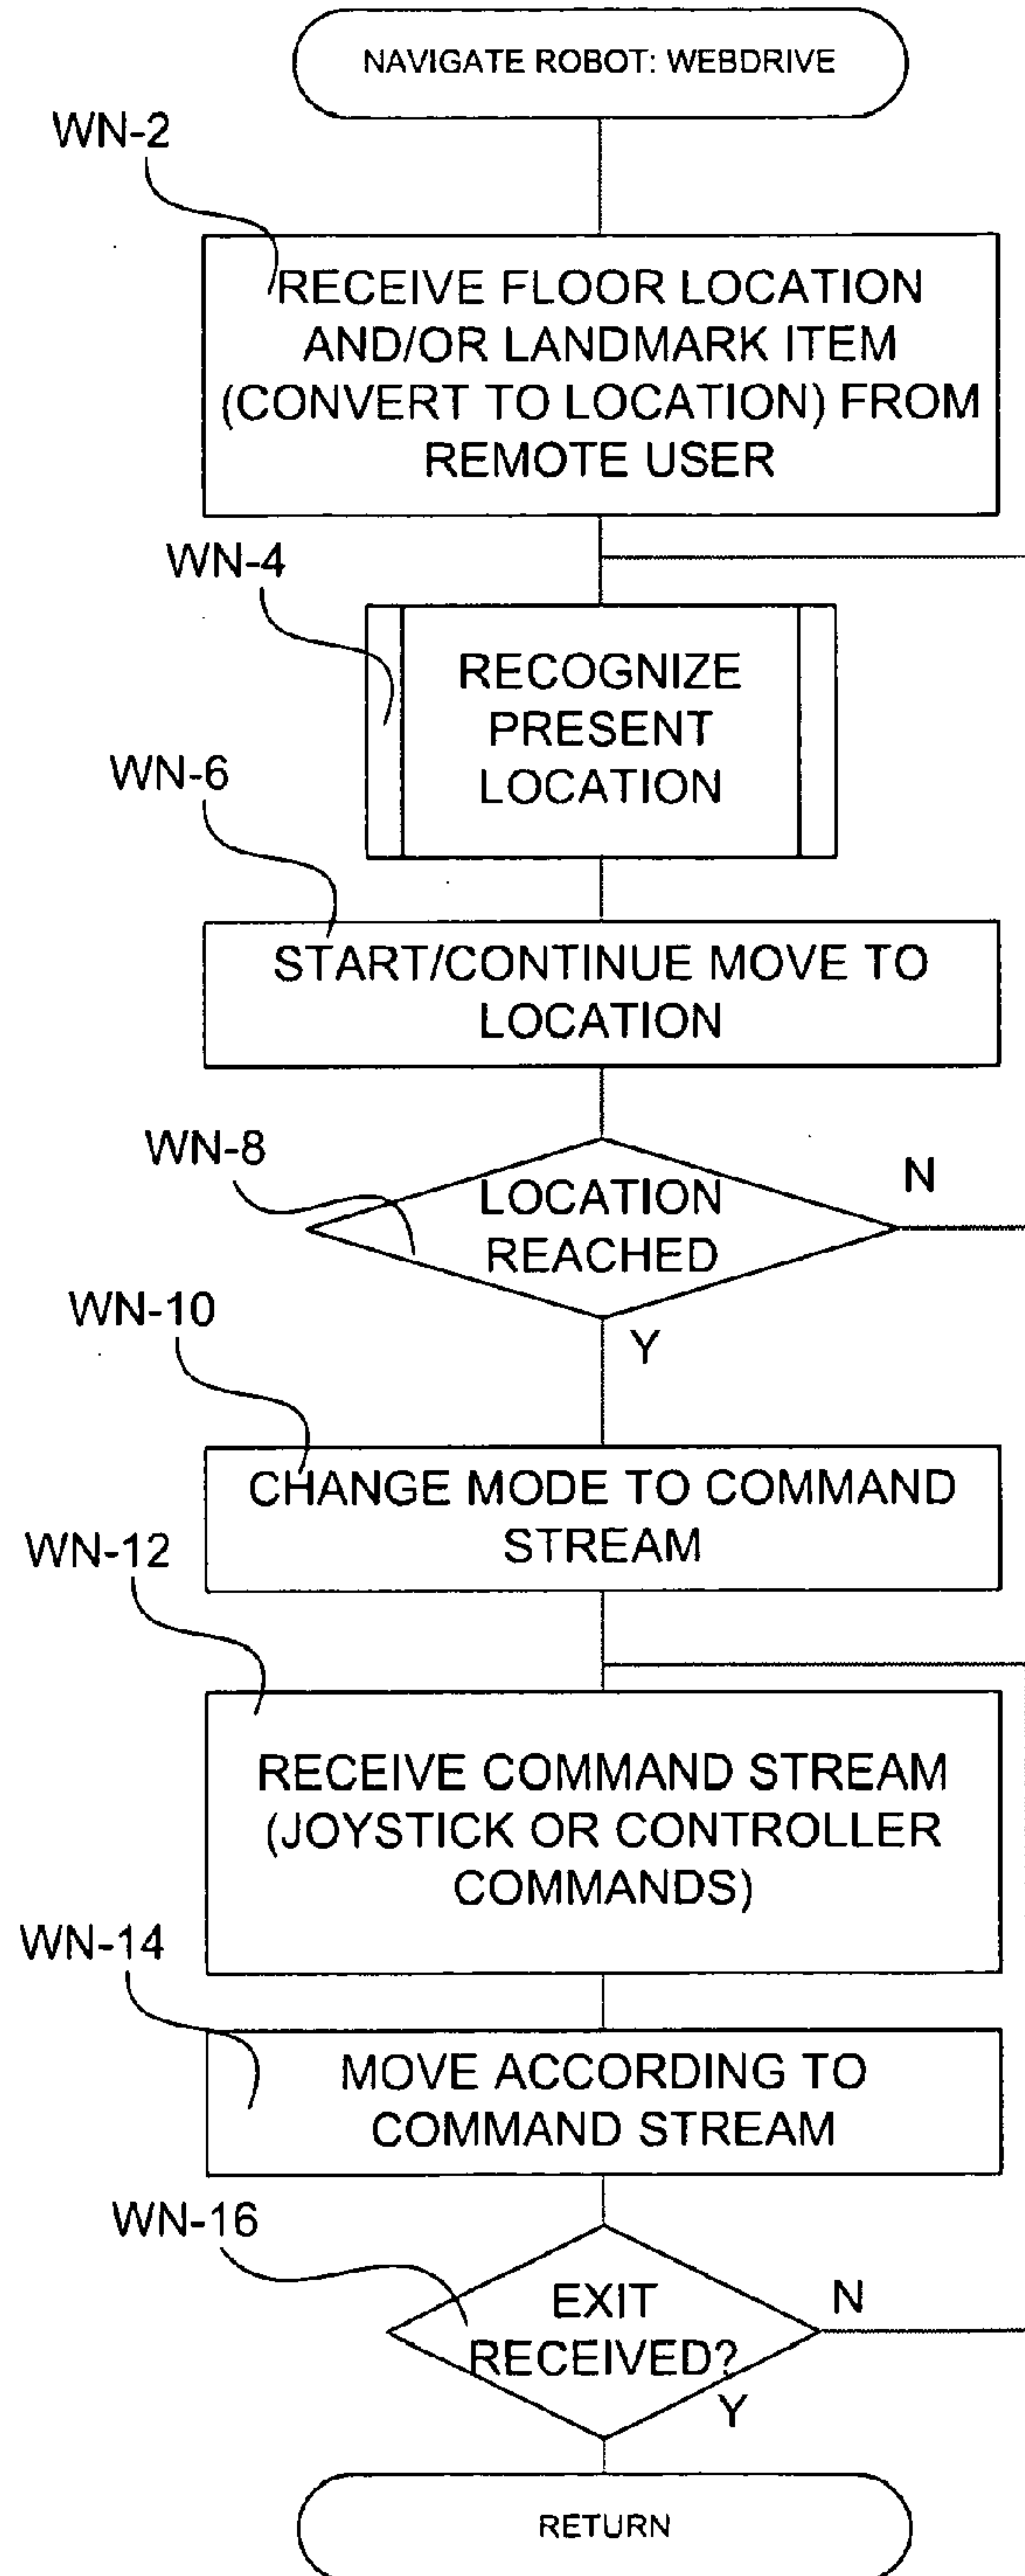 NAVIGATE ROBOT: WEBDRIVE
WN-2
RECEIVE FLOOR LOCATION
AND/OR LANDMARK ITEM
(CONVERT TO LOCATION) FROM
REMOTE USER
WN-4
RECOGNIZE
PRESENT
LOCATION
WN-6
START/CONTINUE MOVE TO
LOCATION
WN-8
LOCATION
REACHED
N
Y
WN-10
CHANGE MODE TO COMMAND
STREAM
WN-12
RECEIVE COMMAND STREAM
(JOYSTICK OR CONTROLLER
COMMANDS)
WN-14
MOVE ACCORDING TO
COMMAND STREAM
WN-16
EXIT
RECEIVED?
N
Y
RETURN